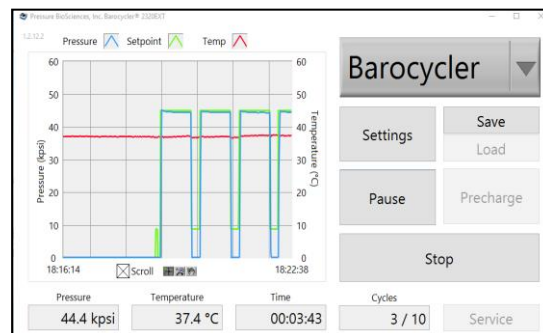 Pressure BioSciences, Inc. Barocycler® 2320EXT
1.2.12.2
Pressure Setpoint Temp
60 60
50 50
40 40
30 30
20 20
10 10
0 0
Pressure (kpsi)
Temperature (°C)
18:16:14 Scroll 18:22:38
Barocycler
Settings
Save
Load
Pause
Precharge
Stop
Pressure Temperature Time Cycles
44.4 kpsi 37.4 °C 00:03:43 3 / 10
Service